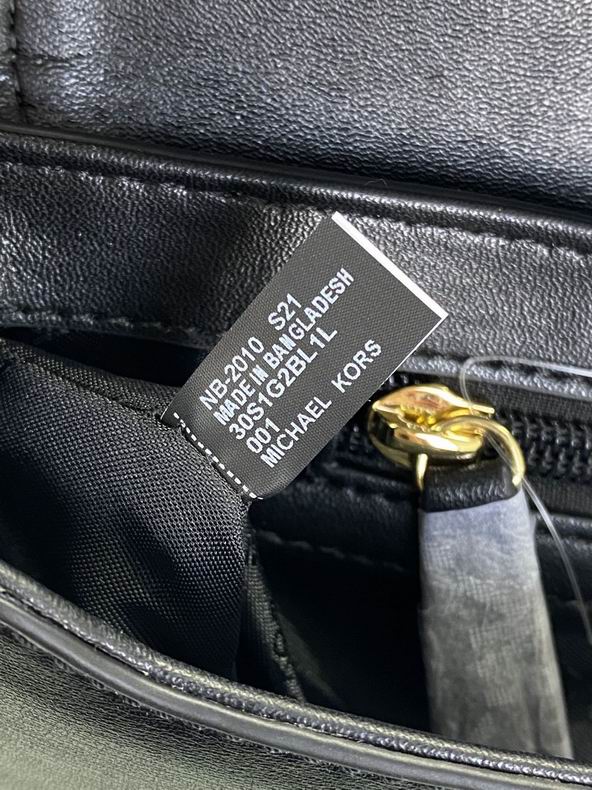 NB-2010 S21
MADE IN BANGLADESH
30S1G2BL1L
001
MICHAEL KORS